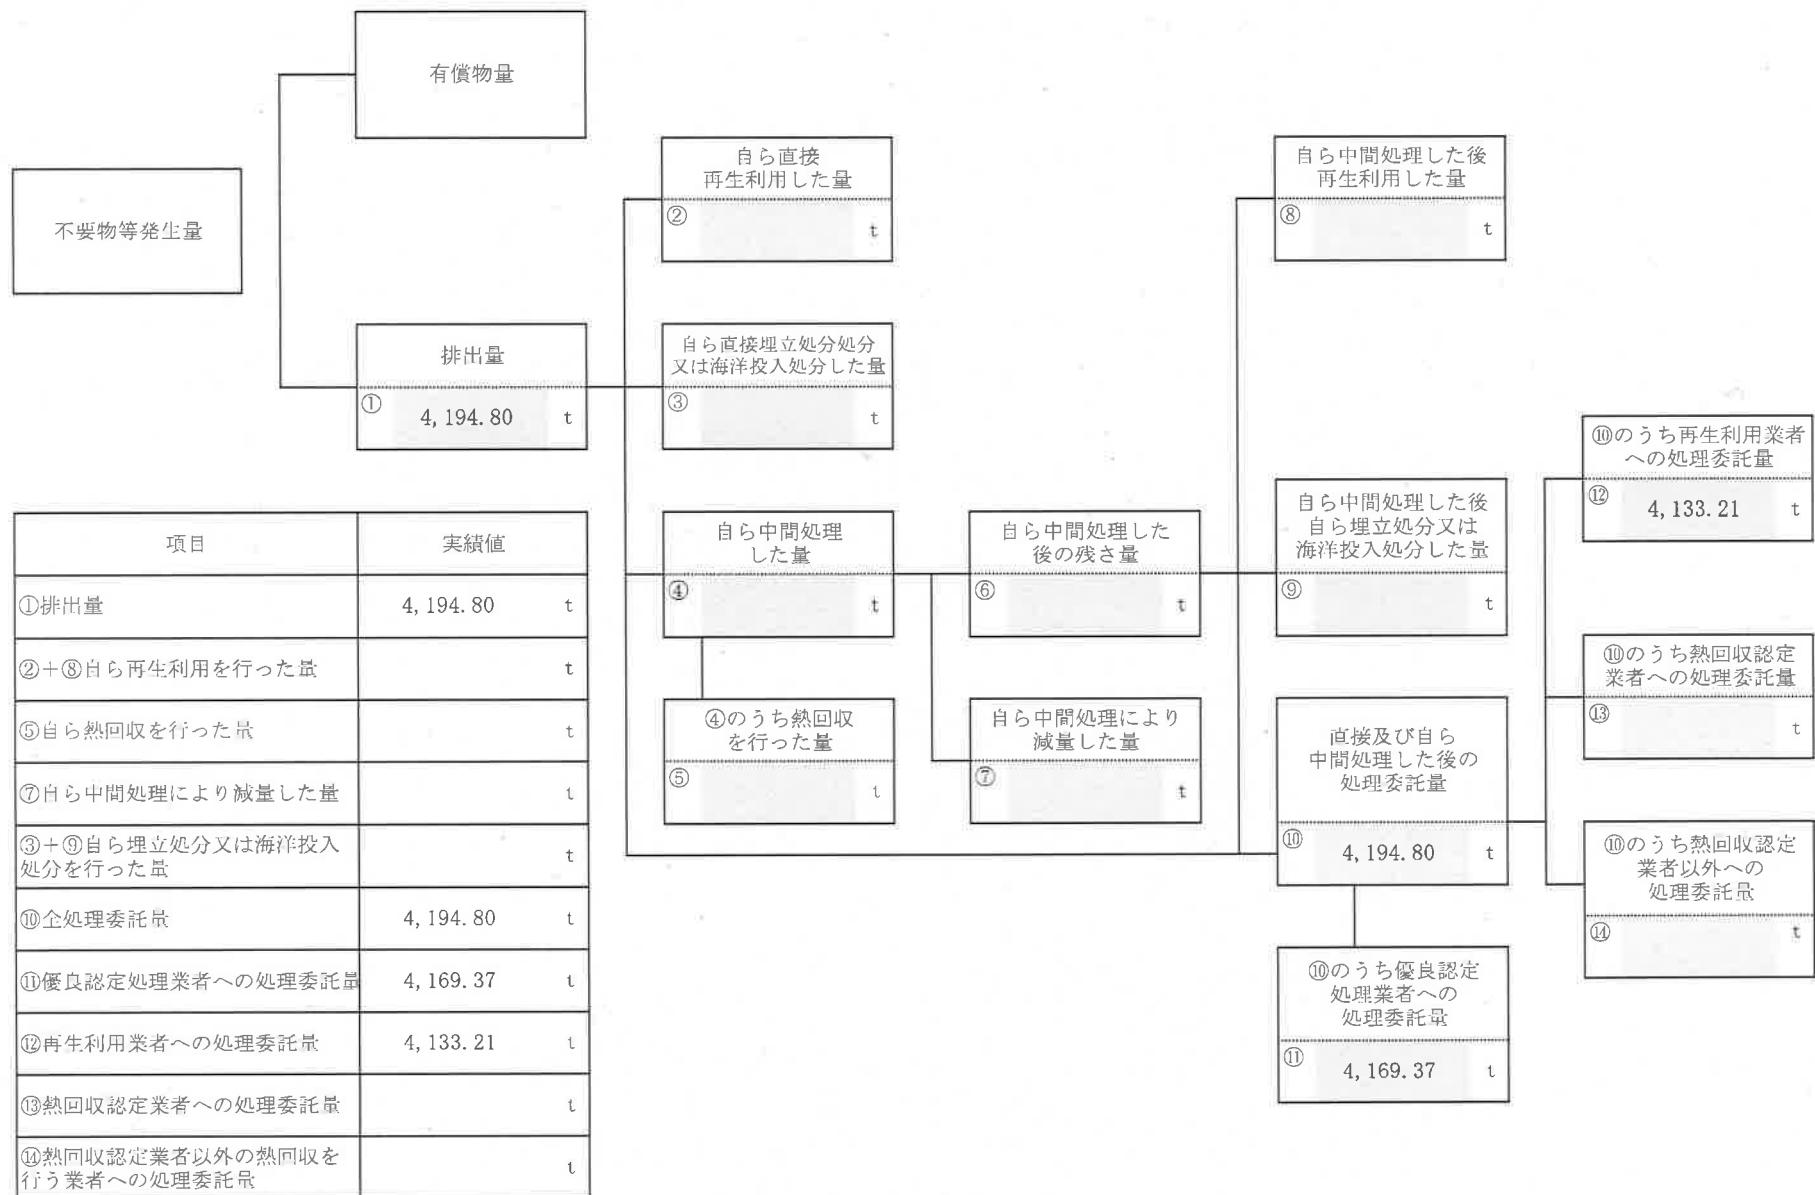 有償物量
不要物等発生量
排出量
① 4,194.80 t
自ら直接
再生利用した量
② t
自ら直接埋立処分処分
又は海洋投入処分した量
③ t
自ら中間処理
した量
④ t
④のうち熱回収
を行った量
⑤ t
自ら中間処理した
後の残さ量
⑥ t
自ら中間処理により
減量した量
⑦ t
自ら中間処理した後
再生利用した量
⑧ t
自ら中間処理した後
自ら埋立処分又は
海洋投入処分した量
⑨ t
直接及び自ら
中間処理した後の
処理委託量
⑩ 4,194.80 t
⑩のうち優良認定
処理業者への
処理委託量
⑪ 4,169.37 t
⑩のうち再生利用業者
への処理委託量
⑫ 4,133.21 t
⑩のうち熱回収認定
業者への処理委託量
⑬ t
⑩のうち熱回収認定
業者以外への
処理委託量
⑭ t
項目 実績値
①排出量 4,194.80 t
②+⑧自ら再生利用を行った量 t
⑤自ら熱回収を行った量 t
⑦自ら中間処理により減量した量 t
③+⑨自ら埋立処分又は海洋投入
処分を行った量 t
⑩全処理委託量 4,194.80 t
⑪優良認定処理業者への処理委託量 4,169.37 t
⑫再生利用業者への処理委託量 4,133.21 t
⑬熱回収認定業者への処理委託量 t
⑭熱回収認定業者以外の熱回収を
行う業者への処理委託量 t